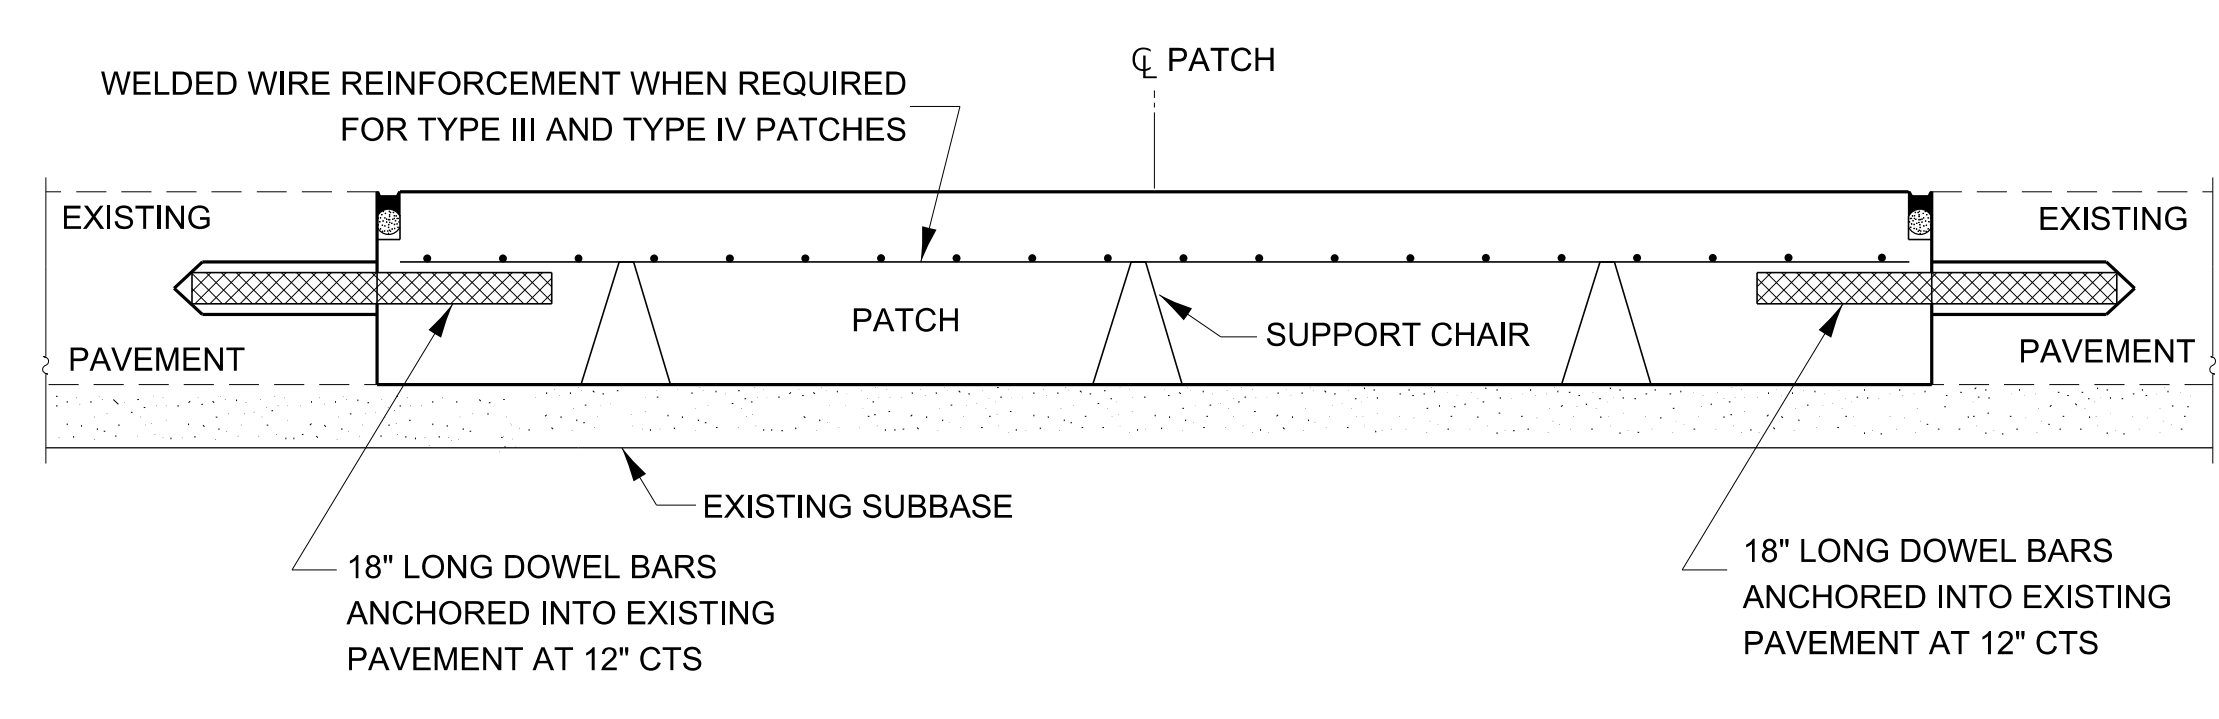 ℄ PATCH
WELDED WIRE REINFORCEMENT WHEN REQUIRED
FOR TYPE III AND TYPE IV PATCHES
EXISTING
EXISTING
PATCH
SUPPORT CHAIR
PAVEMENT
PAVEMENT
EXISTING SUBBASE
18" LONG DOWEL BARS
ANCHORED INTO EXISTING
PAVEMENT AT 12" CTS
18" LONG DOWEL BARS
ANCHORED INTO EXISTING
PAVEMENT AT 12" CTS